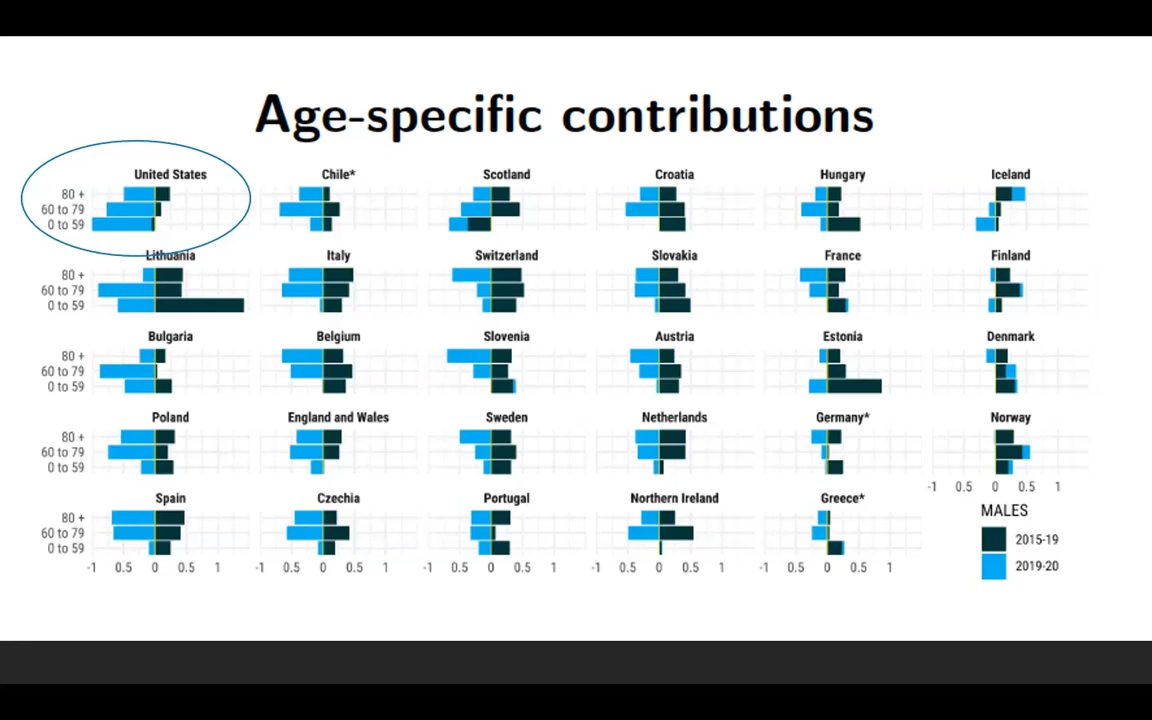 Age-specific contributions
United States Chile* Scotland Croatia Hungary Iceland
80 +
60 to 79
0 to 59
Lithuania Italy Switzerland Slovakia France Finland
80 +
60 to 79
0 to 59
Bulgaria Belgium Slovenia Austria Estonia Denmark
80 +
60 to 79
0 to 59
Poland England and Wales Sweden Netherlands Germany* Norway
80 +
60 to 79
0 to 59
-1 0.5 0 0.5 1
Spain Czechia Portugal Northern Ireland Greece*
80 +
60 to 79
0 to 59
-1 0.5 0 0.5 1 -1 0.5 0 0.5 1 -1 0.5 0 0.5 1 -1 0.5 0 0.5 1 -1 0.5 0 0.5 1
MALES
2015-19
2019-20